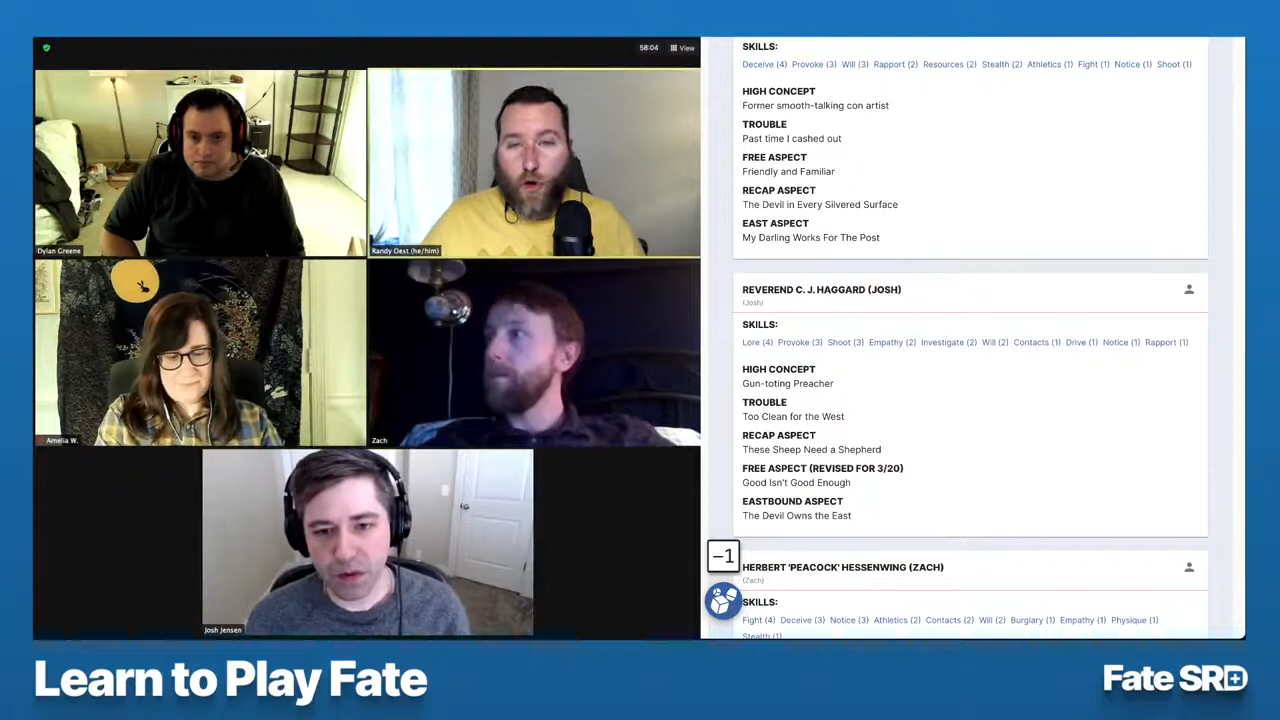 58:04
View
Dylan Greene
Randy Oest (he/him)
Amelia W.
Zach
Josh Jensen
SKILLS:
Deceive (4) Provoke (3) Will (3) Rapport (2) Resources (2) Stealth (2) Athletics (1) Fight (1) Notice (1) Shoot (1)
HIGH CONCEPT
Former smooth-talking con artist
TROUBLE
Past time I cashed out
FREE ASPECT
Friendly and Familiar
RECAP ASPECT
The Devil in Every Silvered Surface
EAST ASPECT
My Darling Works For The Post
REVEREND C. J. HAGGARD (JOSH)
(Josh)
SKILLS:
Lore (4) Provoke (3) Shoot (3) Empathy (2) Investigate (2) Will (2) Contacts (1) Drive (1) Notice (1) Rapport (1)
HIGH CONCEPT
Gun-toting Preacher
TROUBLE
Too Clean for the West
RECAP ASPECT
These Sheep Need a Shepherd
FREE ASPECT (REVISED FOR 3/20)
Good Isn't Good Enough
EASTBOUND ASPECT
The Devil Owns the East
−1
HERBERT 'PEACOCK' HESSENWING (ZACH)
(Zach)
SKILLS:
Fight (4) Deceive (3) Notice (3) Athletics (2) Contacts (2) Will (2) Burglary (1) Empathy (1) Physique (1)
Stealth (1)
Learn to Play Fate
Fate SRD